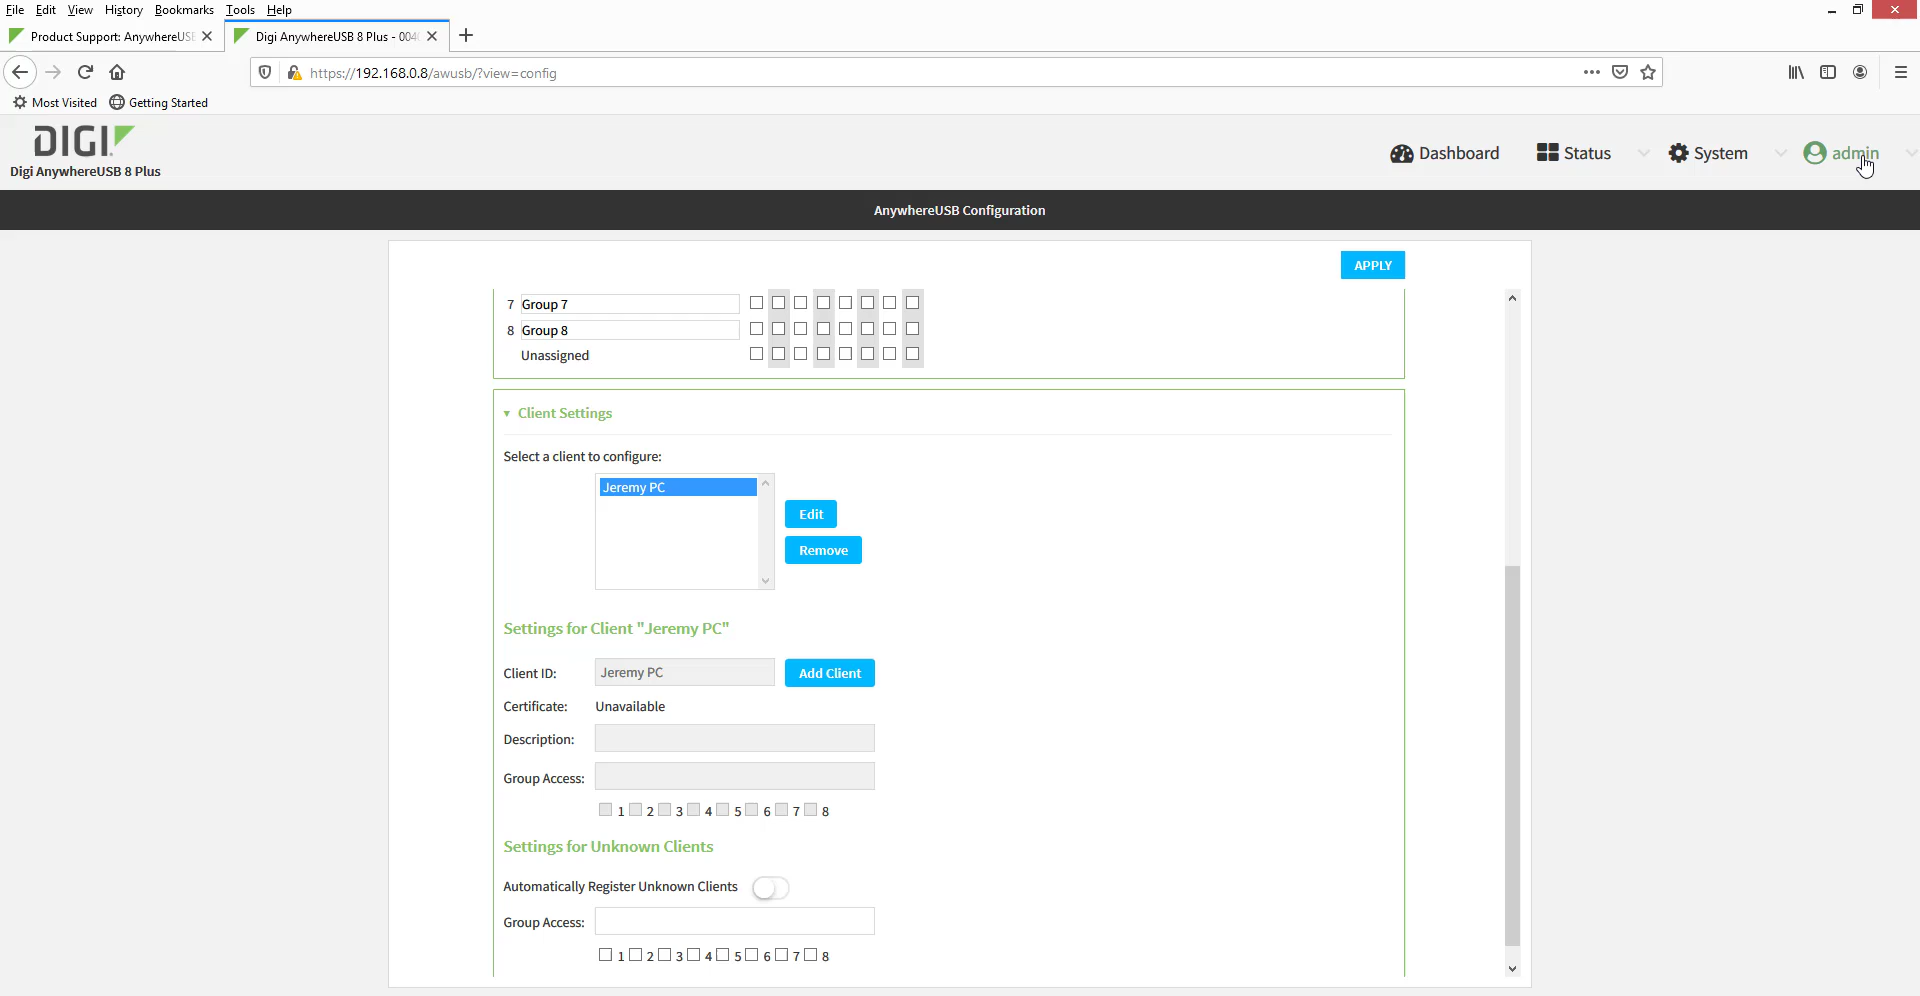 File Edit View History Bookmarks Tools Help
Product Support: AnywhereUS
Digi AnywhereUSB 8 Plus - 004
https://192.168.0.8/awusb/?view=config
Most Visited Getting Started
DIGI
Digi AnywhereUSB 8 Plus
Dashboard Status System admin
AnywhereUSB Configuration
APPLY
7 Group 7
8 Group 8
Unassigned
Client Settings
Select a client to configure:
Jeremy PC
Edit
Remove
Settings for Client "Jeremy PC"
Client ID: Jeremy PC Add Client
Certificate: Unavailable
Description:
Group Access:
1 2 3 4 5 6 7 8
Settings for Unknown Clients
Automatically Register Unknown Clients
Group Access:
1 2 3 4 5 6 7 8